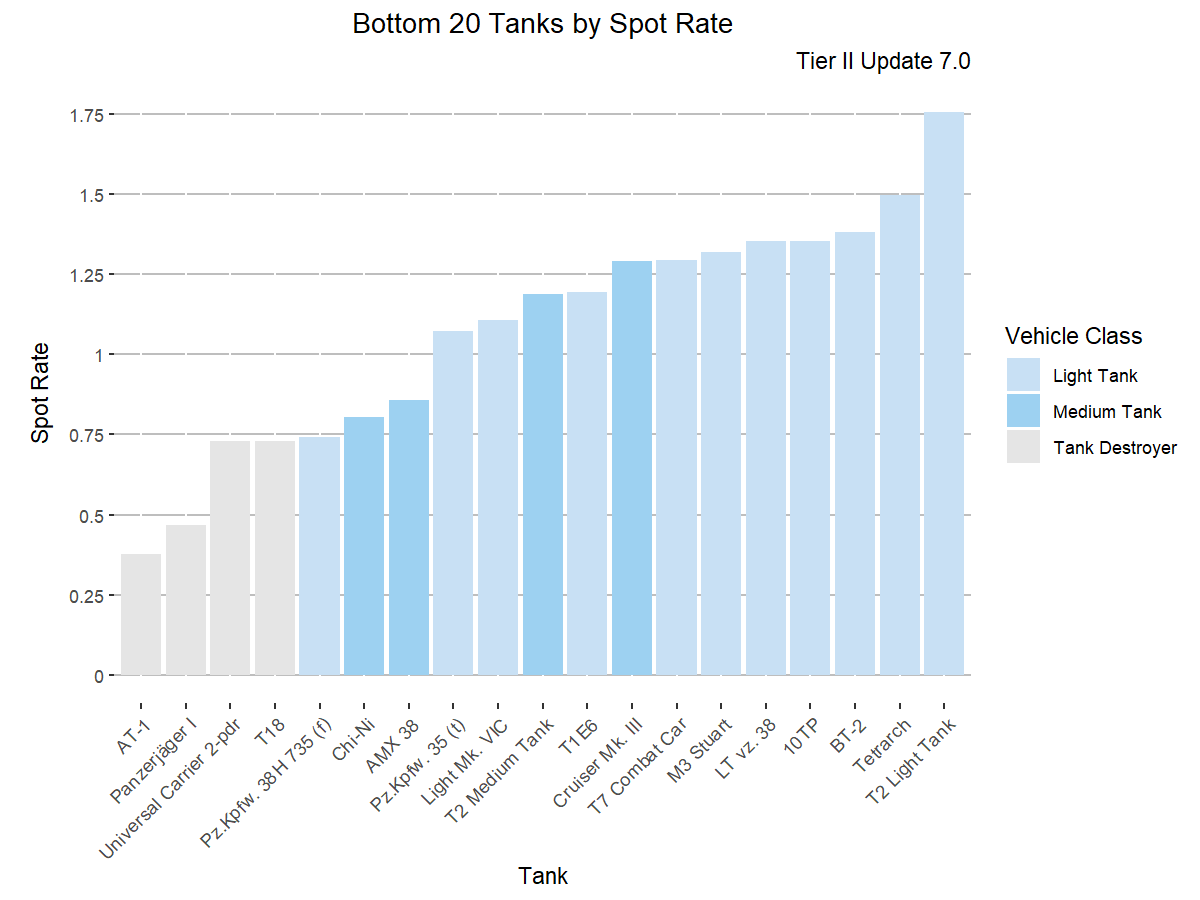 Bottom 20 Tanks by Spot Rate
Tier II Update 7.0
1.75
1.5
1.25
1
0.75
0.5
0.25
0
Spot Rate
AT-1
Panzerjäger I
Universal Carrier 2-pdr
T18
Pz.Kpfw. 38H 735 (f)
Chi-Ni
AMX 38
Pz.Kpfw. 35 (t)
Light Mk. VIC
T2 Medium Tank
T1E6
Cruiser Mk. III
T7 Combat Car
M3 Stuart
LT vz. 38
10TP
BT-2
Tetrarch
T2 Light Tank
Tank
Vehicle Class
Light Tank
Medium Tank
Tank Destroyer